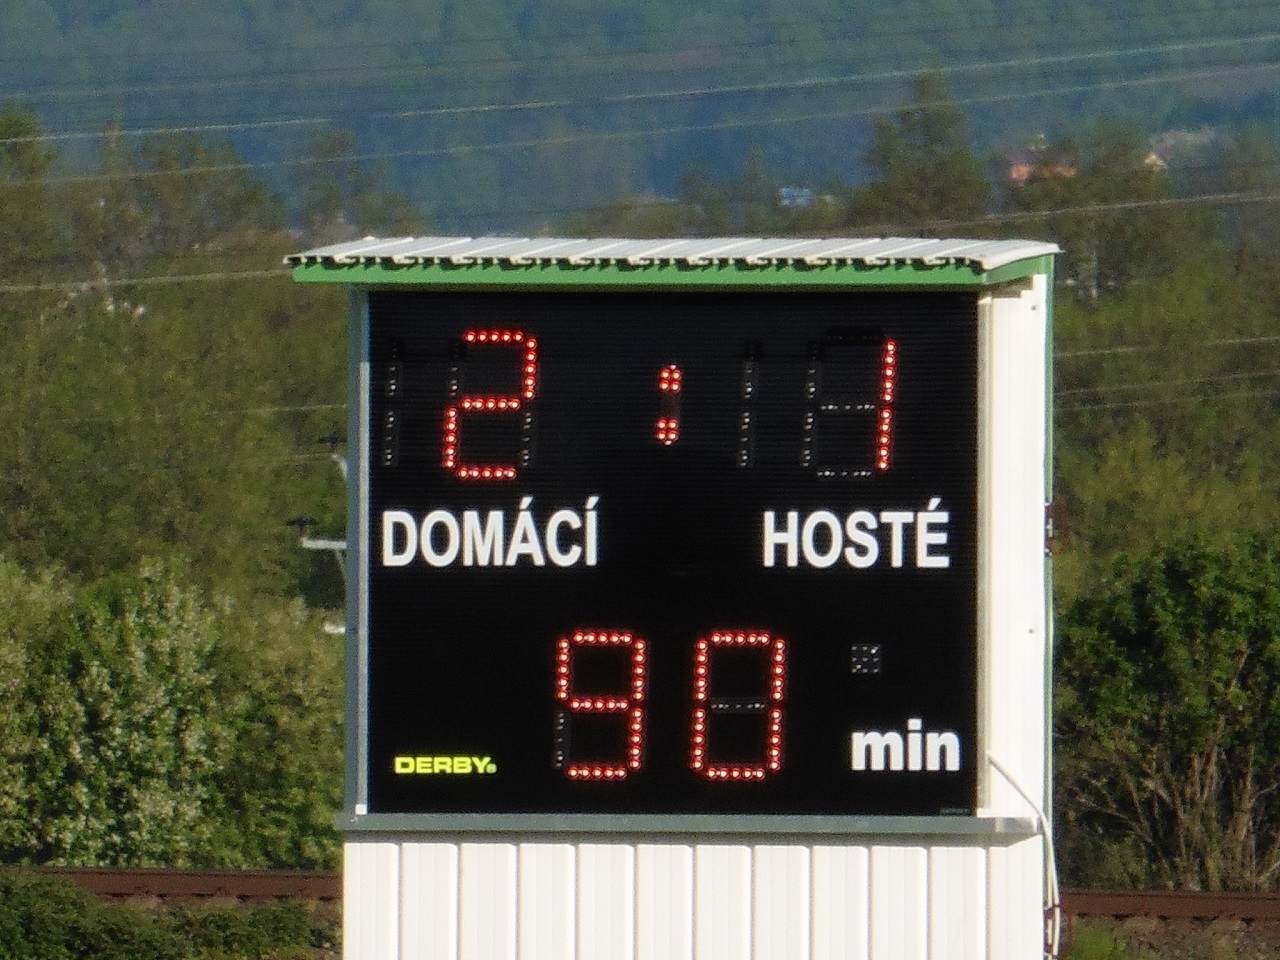 2 : 1
DOMÁCÍ HOSTÉ
90
min
DERBY